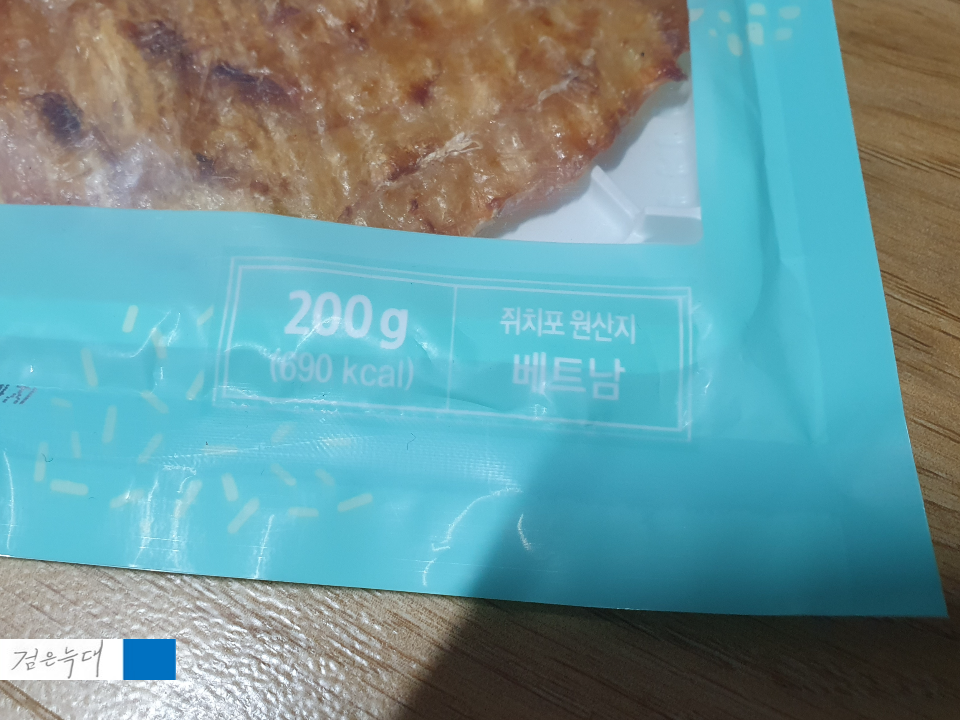 200g
(690 kcal)
쥐치포 원산지
베트남
검은늑대